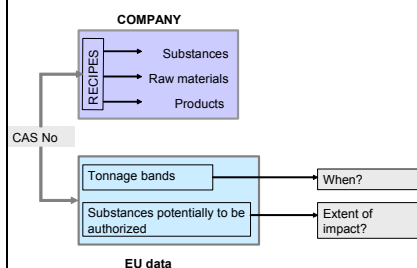 COMPANY
RECIPES
Substances
Raw materials
Products
CAS No
Tonnage bands
When?
Substances potentially to be
authorized
Extent of
impact?
EU data